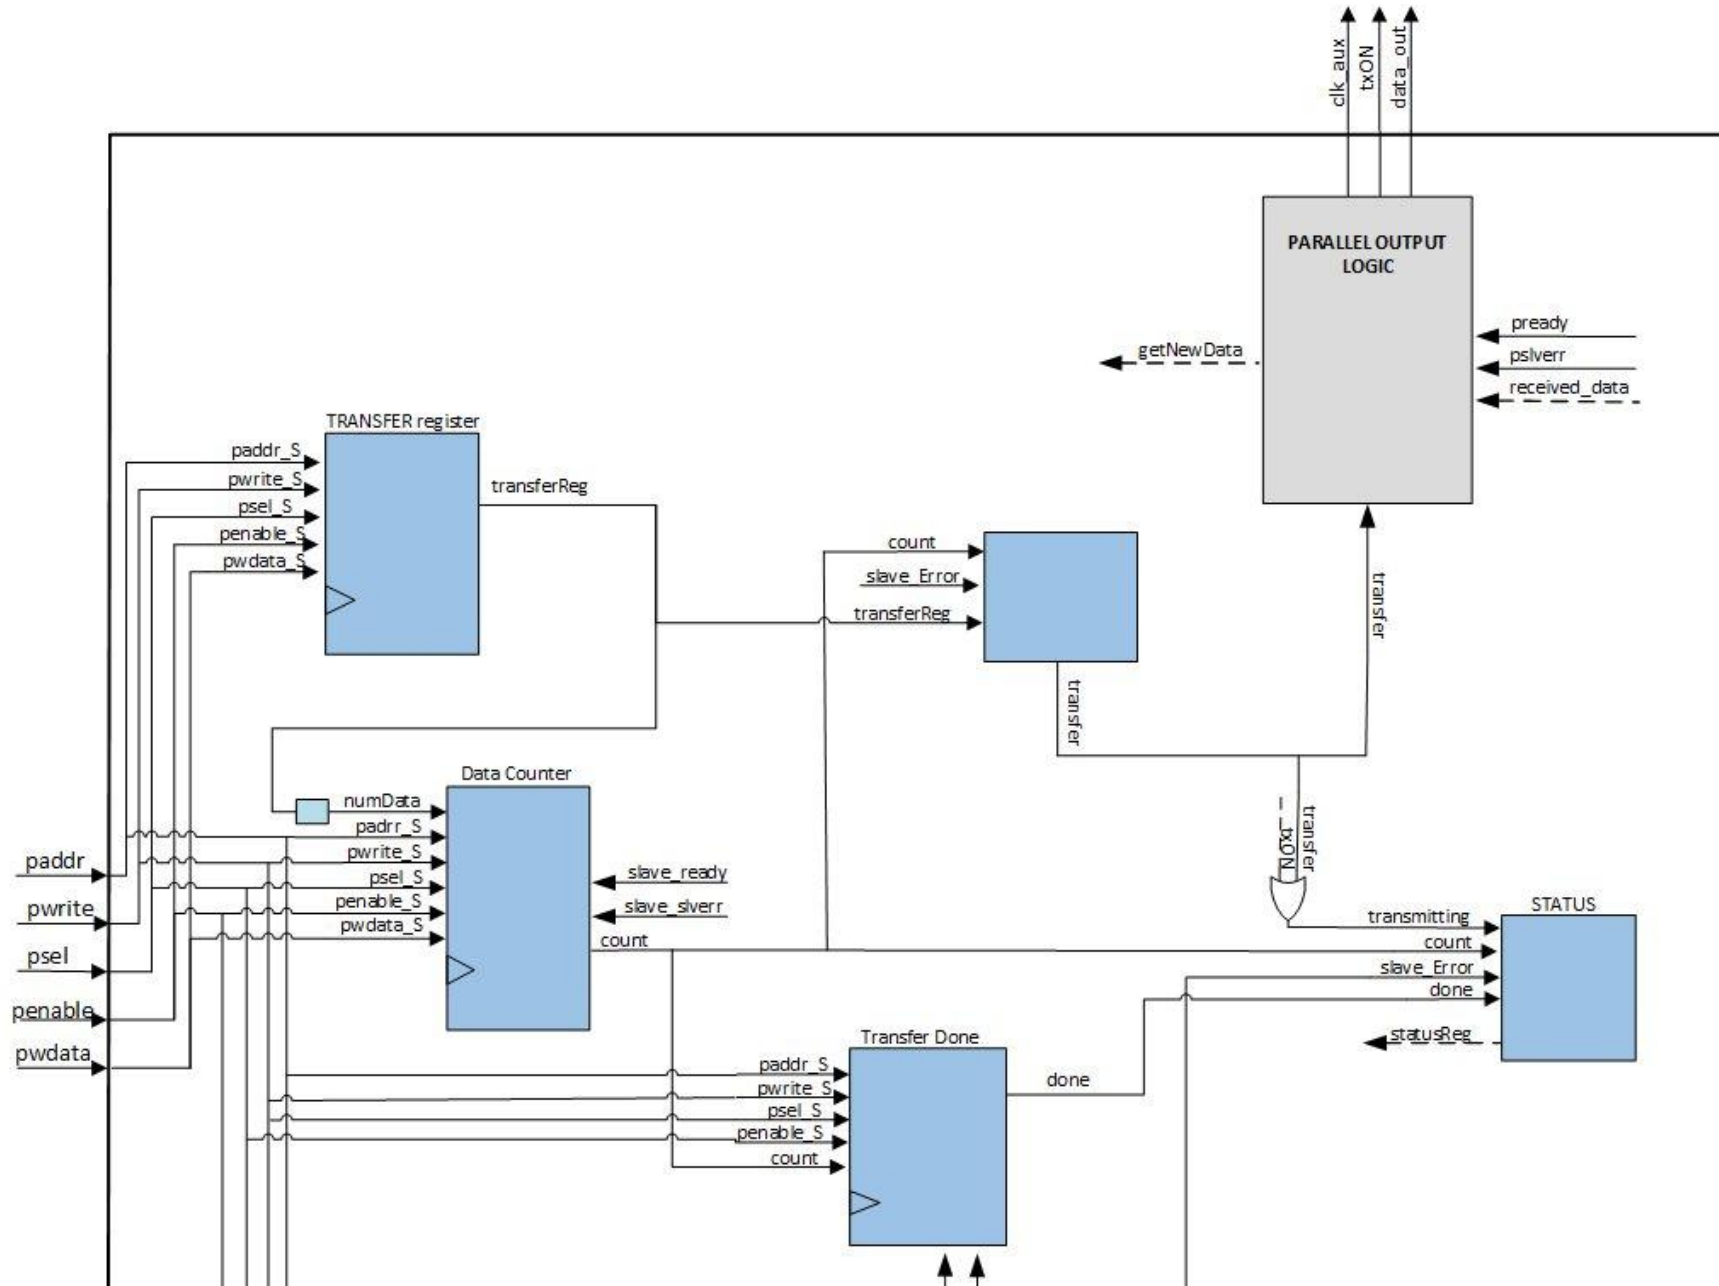 clk_aux
txON
data_out
PARALLEL OUTPUT
LOGIC
pready
pslverr
received_data
getNewData
TRANSFER register
paddr_S
pwrite_S
psel_S
penable_S
pwdata_S
transferReg
count
slave_Error
transferReg
transfer
transfer
Data Counter
numData
padrr_S
pwrite_S
psel_S
penable_S
pwdata_S
slave_ready
slave_slverr
count
paddr
pwrite
psel
penable
pwdata
txON
transfer
STATUS
transmitting
count
slave_Error
done
statusReg
Transfer Done
paddr_S
pwrite_S
psel_S
penable_S
count
done